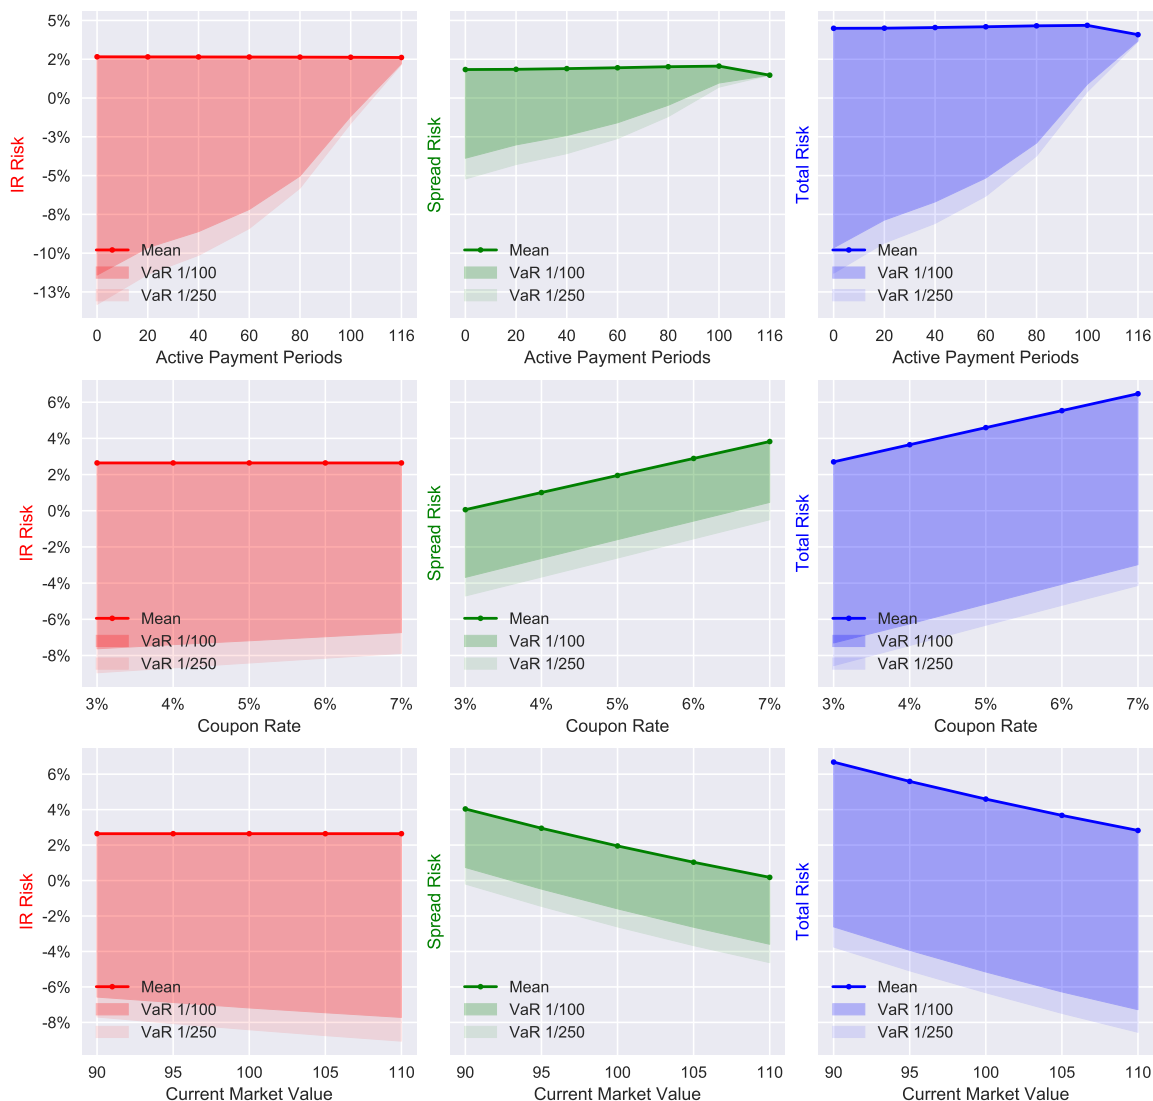 5%
2%
0%
-3%
-5%
-8%
-10%
-13%
IR Risk
Mean
VaR 1/100
VaR 1/250
0 20 40 60 80 100 116
Active Payment Periods
Spread Risk
Mean
VaR 1/100
VaR 1/250
0 20 40 60 80 100 116
Active Payment Periods
Total Risk
Mean
VaR 1/100
VaR 1/250
0 20 40 60 80 100 116
Active Payment Periods
6%
4%
2%
0%
-2%
-4%
-6%
-8%
IR Risk
Mean
VaR 1/100
VaR 1/250
3% 4% 5% 6% 7%
Coupon Rate
Spread Risk
Mean
VaR 1/100
VaR 1/250
3% 4% 5% 6% 7%
Coupon Rate
Total Risk
Mean
VaR 1/100
VaR 1/250
3% 4% 5% 6% 7%
Coupon Rate
6%
4%
2%
0%
-2%
-4%
-6%
-8%
IR Risk
Mean
VaR 1/100
VaR 1/250
90 95 100 105 110
Current Market Value
Spread Risk
Mean
VaR 1/100
VaR 1/250
90 95 100 105 110
Current Market Value
Total Risk
Mean
VaR 1/100
VaR 1/250
90 95 100 105 110
Current Market Value